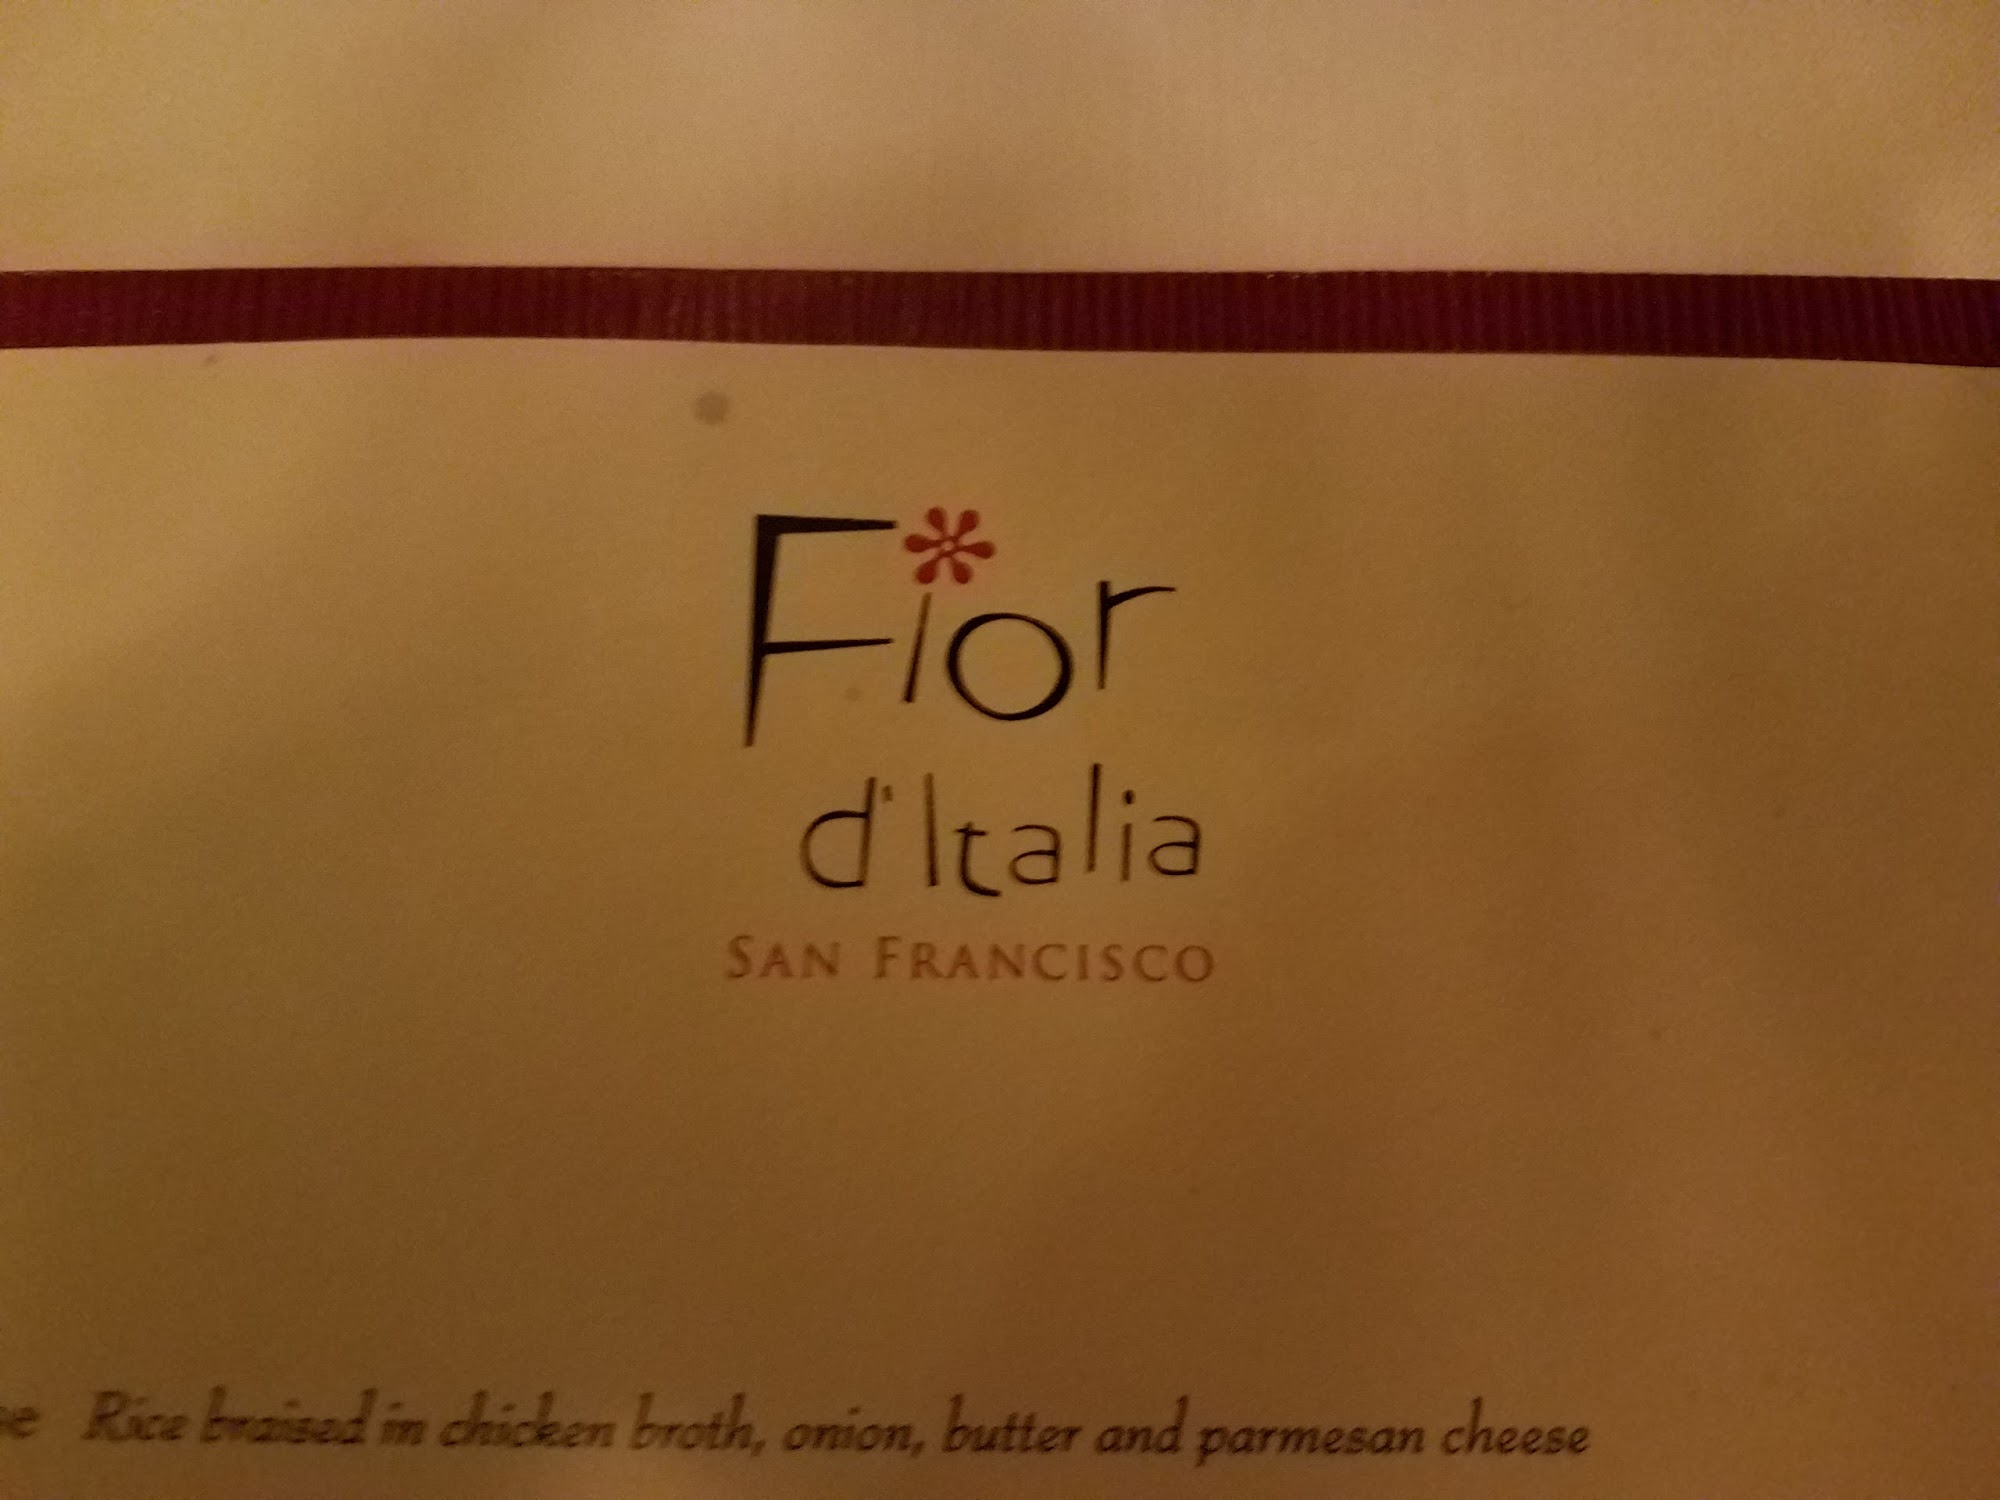 Fior
d'Italia
SAN FRANCISCO
Rice braised in chicken broth, onion, butter and parmesan cheese